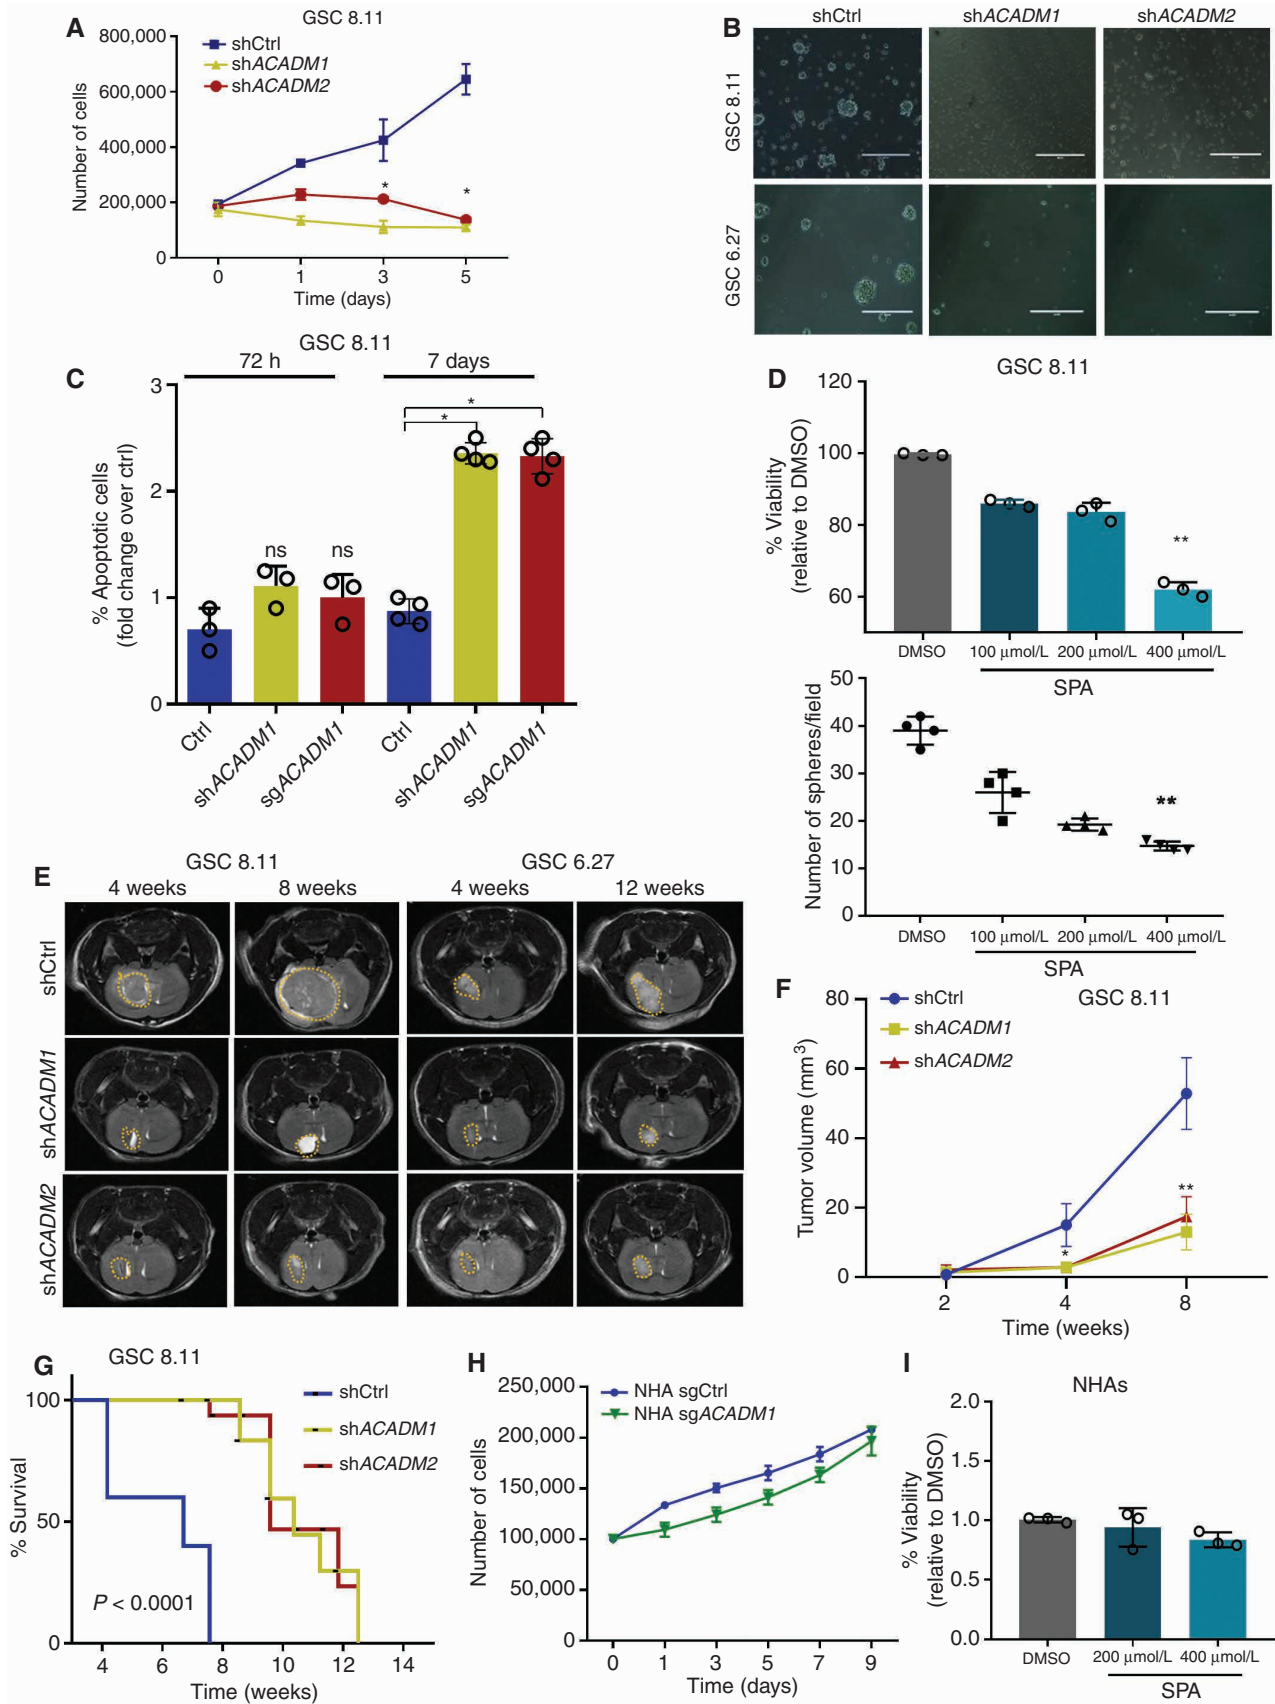 A
GSC 8.11
800,000
600,000
400,000
200,000
0
Number of cells
shCtrl
shACADM1
shACADM2
*
*
0
1
3
5
Time (days)
B
shCtrl
shACADM1
shACADM2
GSC 8.11
GSC 6.27
C
GSC 8.11
72 h
7 days
3
2
1
0
% Apoptotic cells
(fold change over ctrl)
ns
ns
*
*
Ctrl
shACADM1
sgACADM1
Ctrl
shACADM1
sgACADM1
D
GSC 8.11
120
100
80
60
% Viability
(relative to DMSO)
**
DMSO
100 µmol/L
200 µmol/L
400 µmol/L
SPA
50
40
30
20
10
0
Number of spheres/field
**
DMSO
100 µmol/L
200 µmol/L
400 µmol/L
SPA
E
GSC 8.11
GSC 6.27
4 weeks
8 weeks
4 weeks
12 weeks
shCtrl
shACADM1
shACADM2
F
GSC 8.11
shCtrl
shACADM1
shACADM2
80
60
40
20
0
Tumor volume (mm³)
*
**
2
4
8
Time (weeks)
G
GSC 8.11
100
50
0
% Survival
shCtrl
shACADM1
shACADM2
P < 0.0001
4
6
8
10
12
14
Time (weeks)
H
250,000
200,000
150,000
100,000
50,000
0
Number of cells
NHA sgCtrl
NHA sgACADM1
0
1
3
5
7
9
Time (days)
I
NHAs
2.0
1.5
1.0
0.5
0.0
% Viability
(relative to DMSO)
DMSO
200 µmol/L
400 µmol/L
SPA